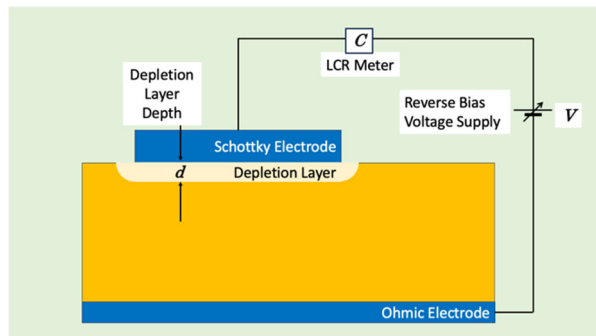 C
LCR Meter
Depletion
Layer
Depth
Reverse Bias
Voltage Supply
V
Schottky Electrode
d
Depletion Layer
Ohmic Electrode